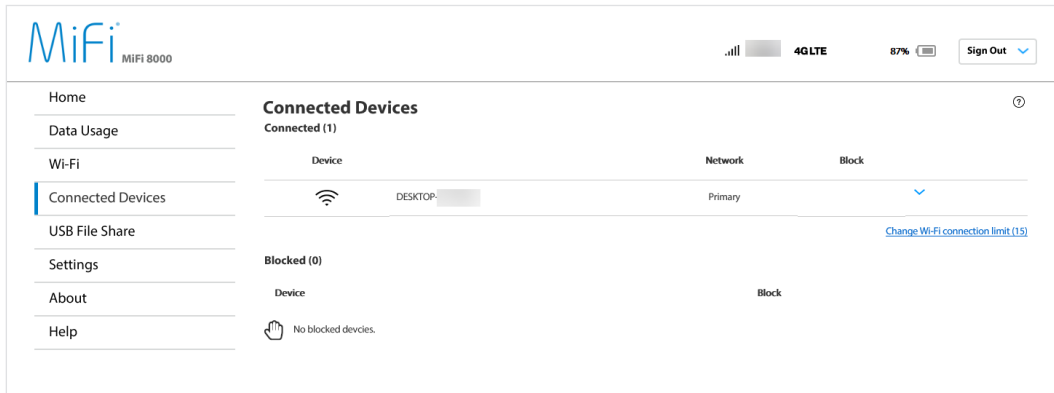 MiFi MiFi 8000
4G LTE 87% Sign Out
Home
Data Usage
Wi-Fi
Connected Devices
USB File Share
Settings
About
Help
Connected Devices
Connected (1)
Device Network Block
DESKTOP- Primary
Change Wi-Fi connection limit (15)
Blocked (0)
Device Block
No blocked devcies.